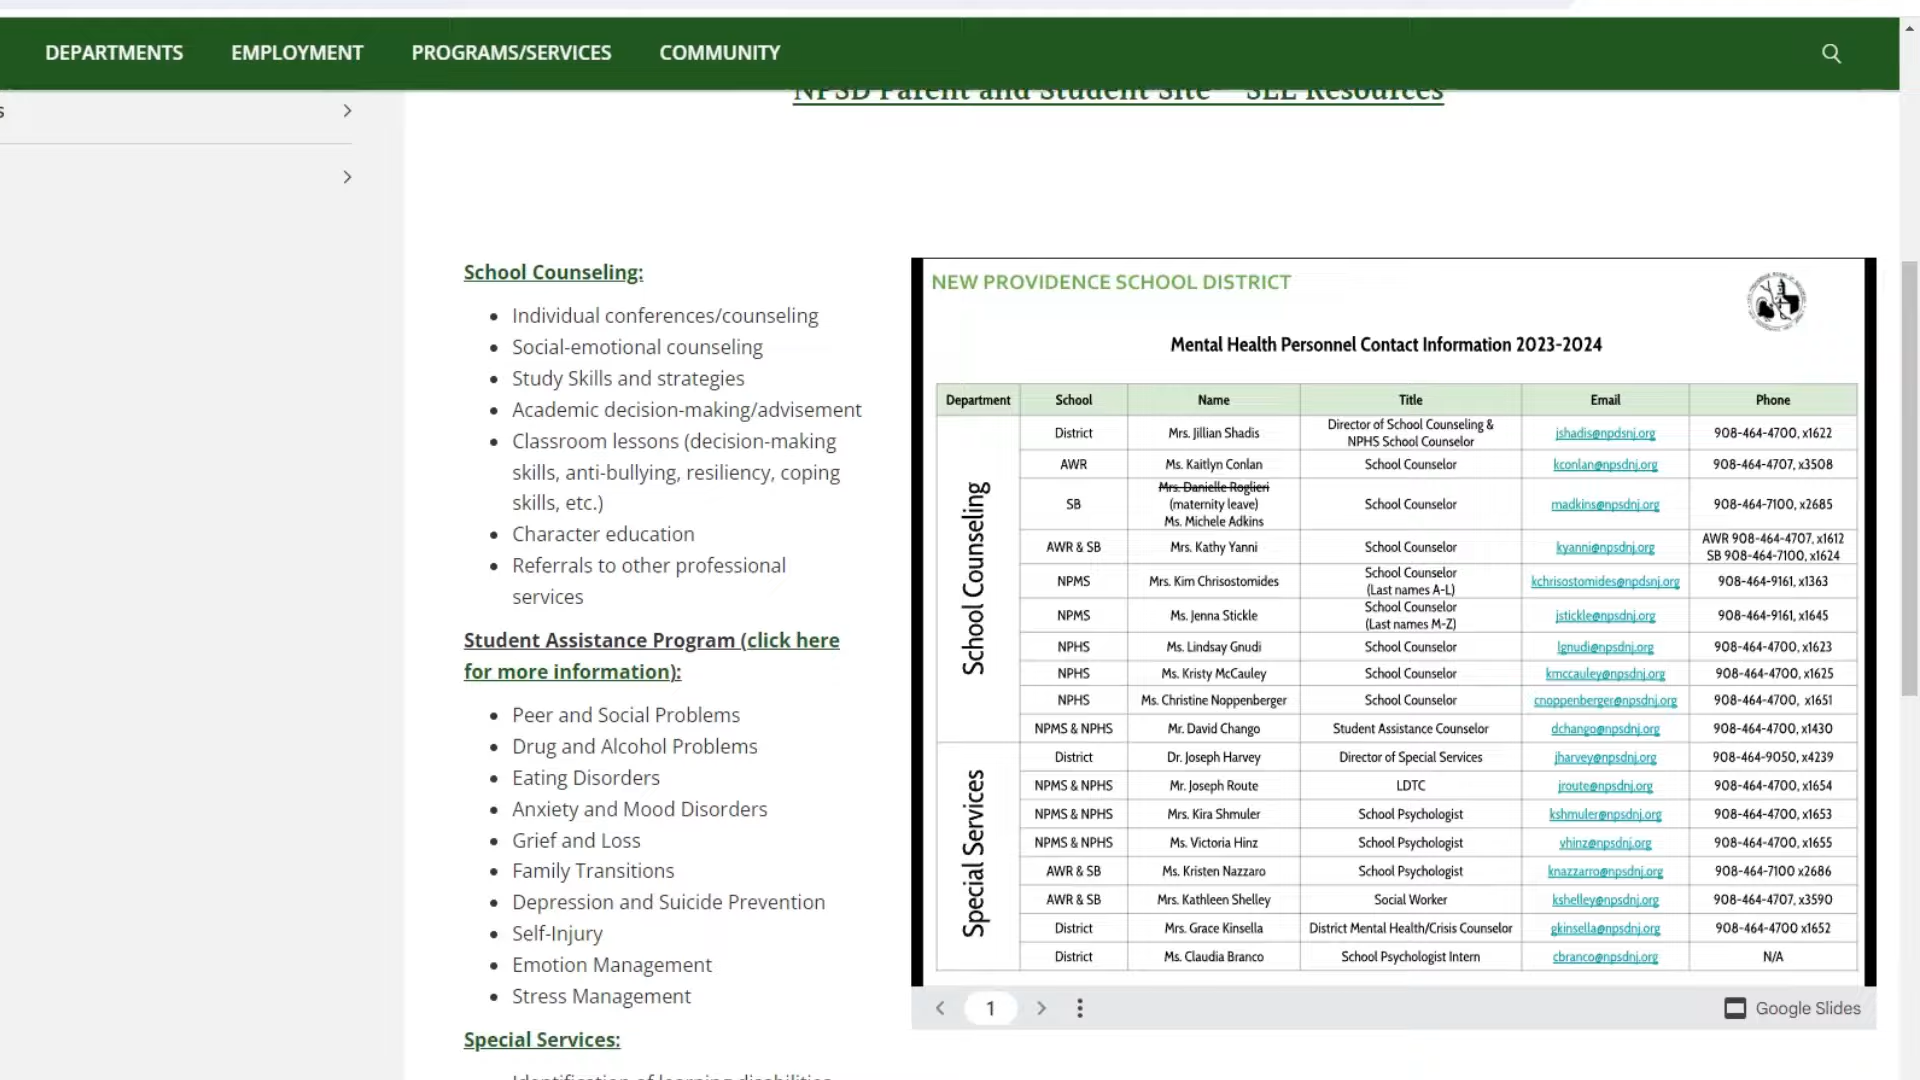 DEPARTMENTS EMPLOYMENT PROGRAMS/SERVICES COMMUNITY
NPSD Parent and Student Site - SEL Resources
s
School Counseling:
Individual conferences/counseling
Social-emotional counseling
Study Skills and strategies
Academic decision-making/advisement
Classroom lessons (decision-making
skills, anti-bullying, resiliency, coping
skills, etc.)
Character education
Referrals to other professional
services
Student Assistance Program (click here
for more information):
Peer and Social Problems
Drug and Alcohol Problems
Eating Disorders
Anxiety and Mood Disorders
Grief and Loss
Family Transitions
Depression and Suicide Prevention
Self-Injury
Emotion Management
Stress Management
Special Services:
Identification of learning disabilities
NEW PROVIDENCE SCHOOL DISTRICT
Mental Health Personnel Contact Information 2023-2024
Department School Name Title Email Phone
School Counseling
District Mrs. Jillian Shadis Director of School Counseling & NPHS School Counselor jshadis@npdsnj.org 908-464-4700, x1622
AWR Ms. Kaitlyn Conlan School Counselor kconlan@npsdnj.org 908-464-4707, x3508
SB Mrs. Danielle Roglieri (maternity leave) Ms. Michele Adkins School Counselor madkins@npsdnj.org 908-464-7100, x2685
AWR & SB Mrs. Kathy Yanni School Counselor kyanni@npsdnj.org AWR 908-464-4707, x1612 SB 908-464-7100, x1624
NPMS Mrs. Kim Chrisostomides School Counselor (Last names A-L) kchrisostomides@npdsnj.org 908-464-9161, x1363
NPMS Ms. Jenna Stickle School Counselor (Last names M-Z) jstickle@npsdnj.org 908-464-9161, x1645
NPHS Ms. Lindsay Gnudi School Counselor lgnudi@npsdnj.org 908-464-4700, x1623
NPHS Ms. Kristy McCauley School Counselor kmccauley@npsdnj.org 908-464-4700, x1625
NPHS Ms. Christine Noppenberger School Counselor cnoppenberger@npsdnj.org 908-464-4700, x1651
NPMS & NPHS Mr. David Chango Student Assistance Counselor dchango@npsdnj.org 908-464-4700, x1430
Special Services
District Dr. Joseph Harvey Director of Special Services jharvey@npsdnj.org 908-464-9050, x4239
NPMS & NPHS Mr. Joseph Route LDTC jroute@npsdnj.org 908-464-4700, x1654
NPMS & NPHS Mrs. Kira Shmuler School Psychologist kshmuler@npsdnj.org 908-464-4700, x1653
NPMS & NPHS Ms. Victoria Hinz School Psychologist vhinz@npsdnj.org 908-464-4700, x1655
AWR & SB Ms. Kristen Nazzaro School Psychologist knazzarro@npsdnj.org 908-464-7100 x2686
AWR & SB Mrs. Kathleen Shelley Social Worker kshelley@npsdnj.org 908-464-4707, x3590
District Mrs. Grace Kinsella District Mental Health/Crisis Counselor gkinsella@npsdnj.org 908-464-4700 x1652
District Ms. Claudia Branco School Psychologist Intern cbranco@npsdnj.org N/A
1
Google Slides